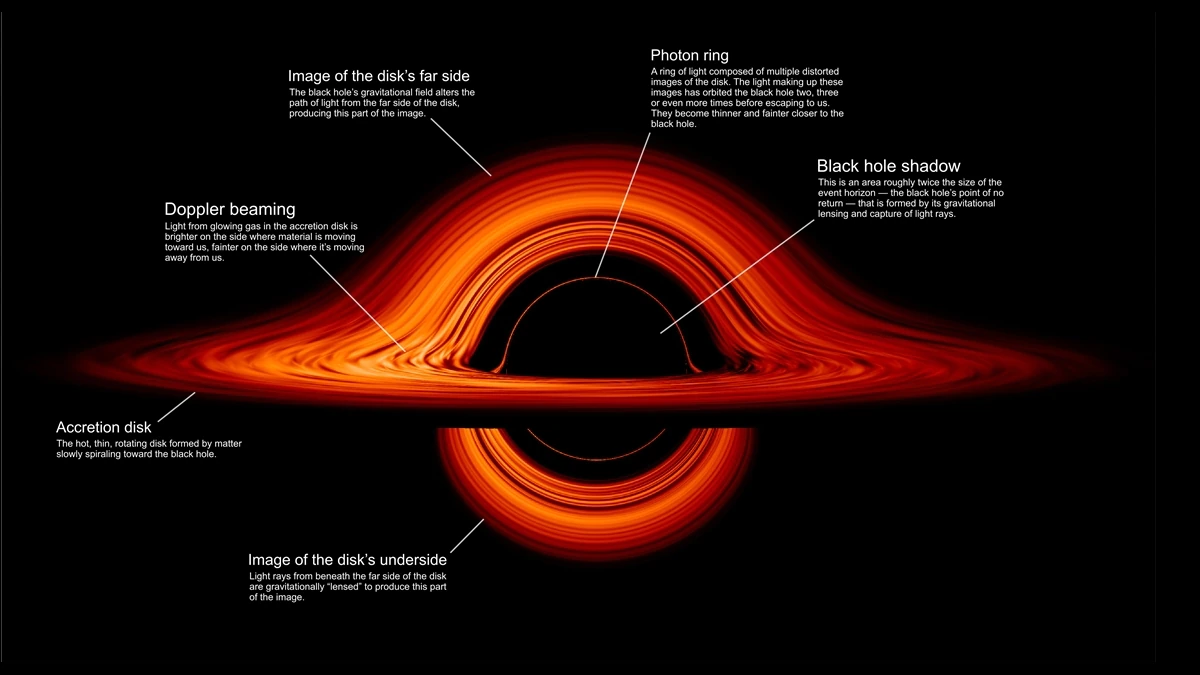 Image of the disk's far side
The black hole's gravitational field alters the
path of light from the far side of the disk,
producing this part of the image.
Photon ring
A ring of light composed of multiple distorted
images of the disk. The light making up these
images has orbited the black hole two, three
or even more times before escaping to us.
They become thinner and fainter closer to the
black hole.
Black hole shadow
This is an area roughly twice the size of the
event horizon — the black hole's point of no
return — that is formed by its gravitational
lensing and capture of light rays.
Doppler beaming
Light from glowing gas in the accretion disk is
brighter on the side where material is moving
toward us, fainter on the side where it's moving
away from us.
Accretion disk
The hot, thin, rotating disk formed by matter
slowly spiraling toward the black hole.
Image of the disk's underside
Light rays from beneath the far side of the disk
are gravitationally “lensed” to produce this part
of the image.